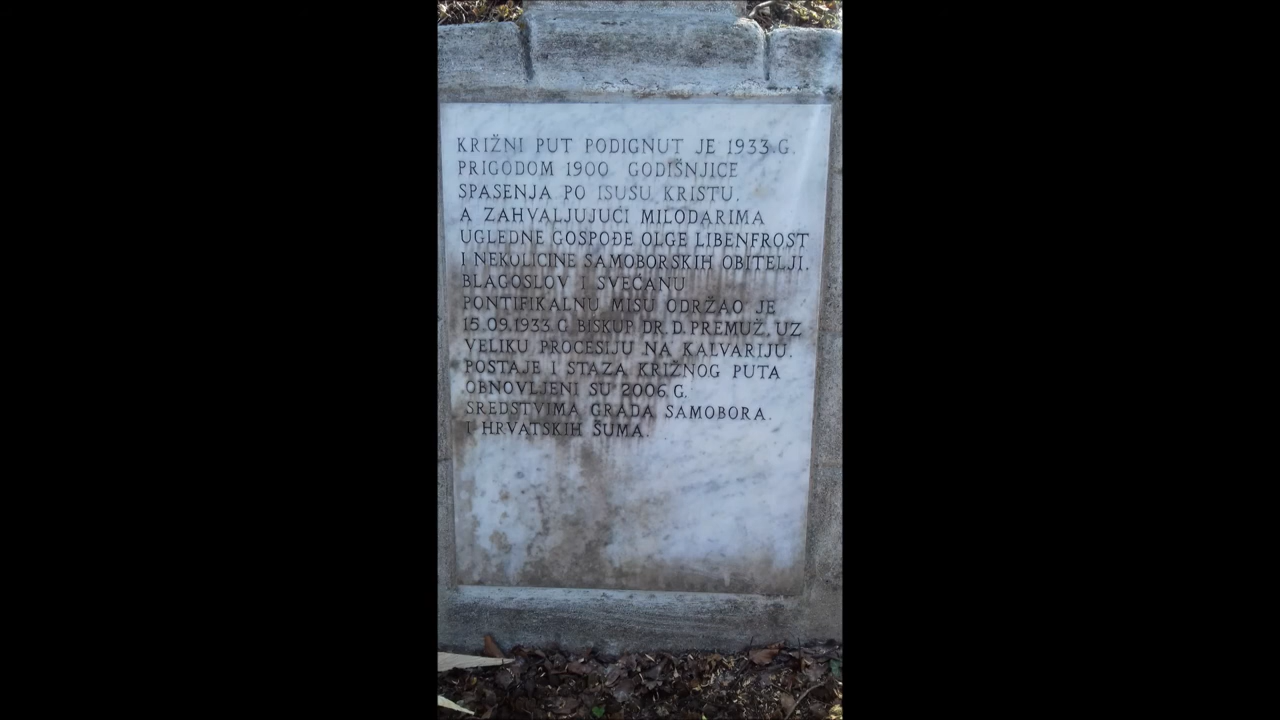 KRIŽNI PUT PODIGNUT JE 1933.G.
PRIGODOM 1900 GODIŠNJICE
SPASENJA PO ISUSU KRISTU,
A ZAHVALJUJUĆI MILODARIMA
UGLEDNE GOSPOĐE OLGE LIBENFROST
I NEKOLICINE SAMOBORSKIH OBITELJI.
BLAGOSLOV I SVEČANU
PONTIFIKALNU MISU ODRŽAO JE
15.09.1933.G. BISKUP DR. D. PREMUŽ, UZ
VELIKU PROCESIJU NA KALVARIJU.
POSTAJE I STAZA KRIŽNOG PUTA
OBNOVLJENI SU 2006.G.
SREDSTVIMA GRADA SAMOBORA.
I HRVATSKIH ŠUMA.